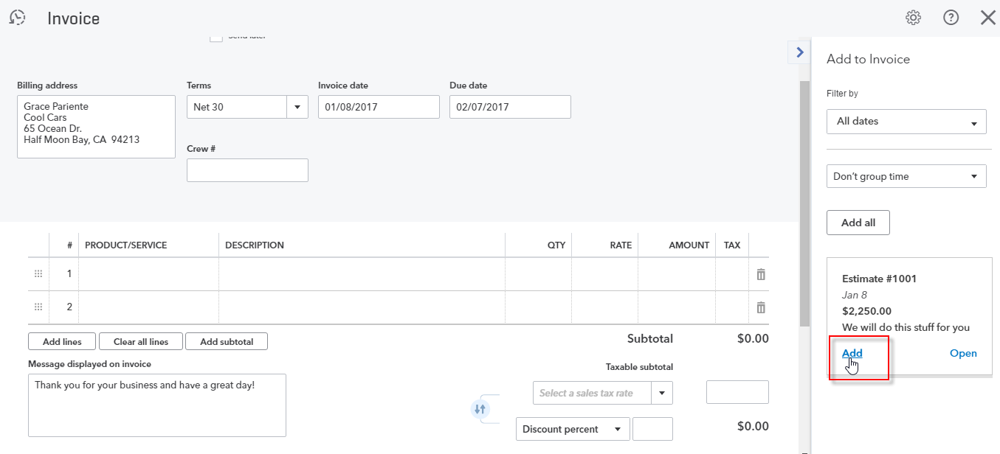 Invoice
Send later
Billing address
Grace Pariente
Cool Cars
65 Ocean Dr.
Half Moon Bay, CA 94213
Terms
Net 30
Invoice date
01/08/2017
Due date
02/07/2017
Crew #
# PRODUCT/SERVICE DESCRIPTION QTY RATE AMOUNT TAX
1
2
Add lines Clear all lines Add subtotal
Subtotal $0.00
Message displayed on invoice
Thank you for your business and have a great day!
Taxable subtotal
Select a sales tax rate
Discount percent
$0.00
Add to Invoice
Filter by
All dates
Don't group time
Add all
Estimate #1001
Jan 8
$2,250.00
We will do this stuff for you
Add Open